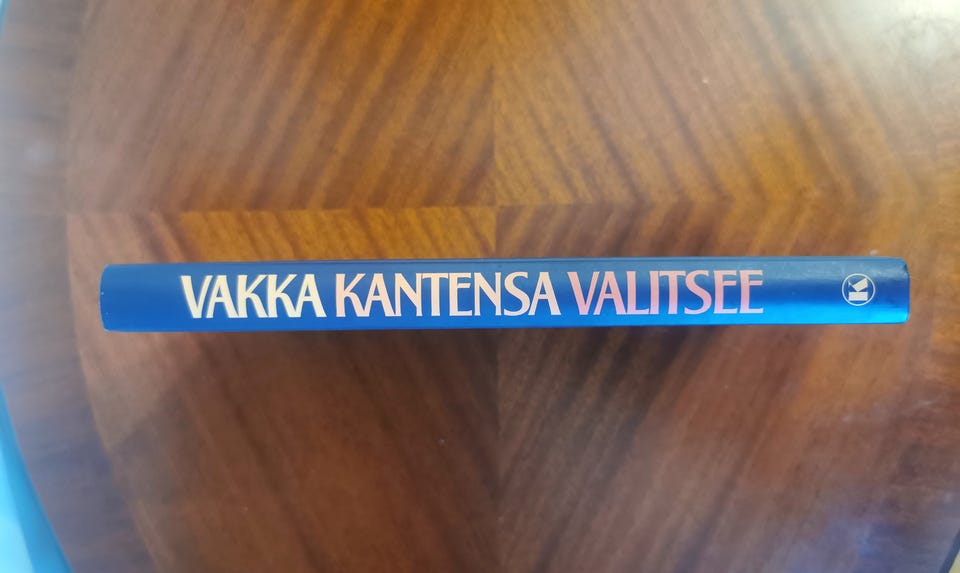 VAKKA KANTENSA VALITSEE
K